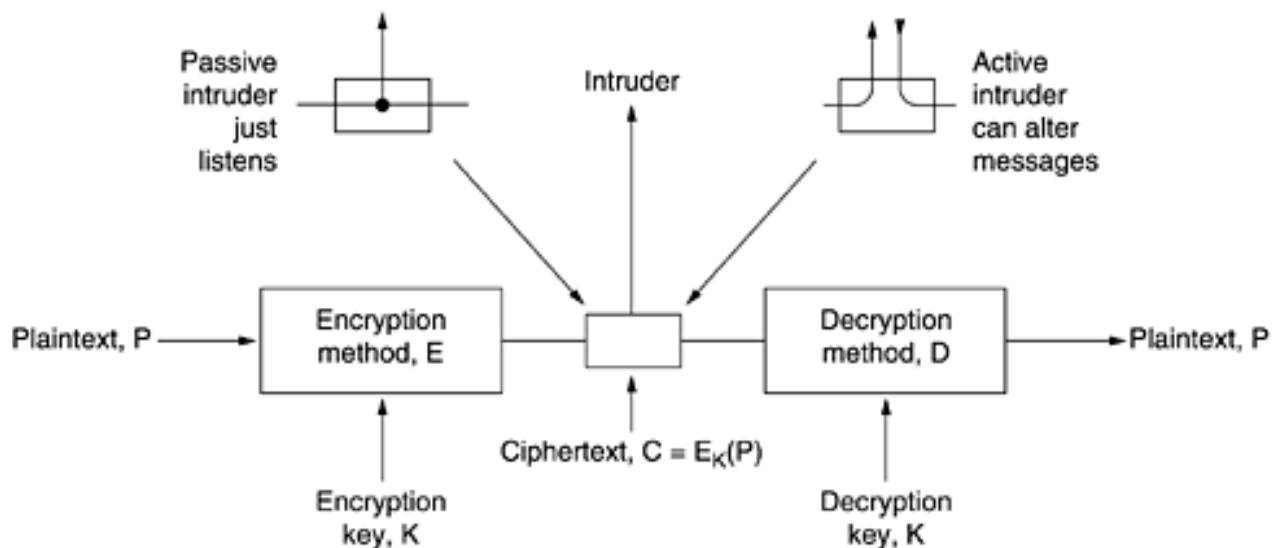 Passive
intruder
just
listens
Intruder
Active
intruder
can alter
messages
Plaintext, P
Encryption
method, E
Decryption
method, D
Plaintext, P
Ciphertext, C = E_K(P)
Encryption
key, K
Decryption
key, K